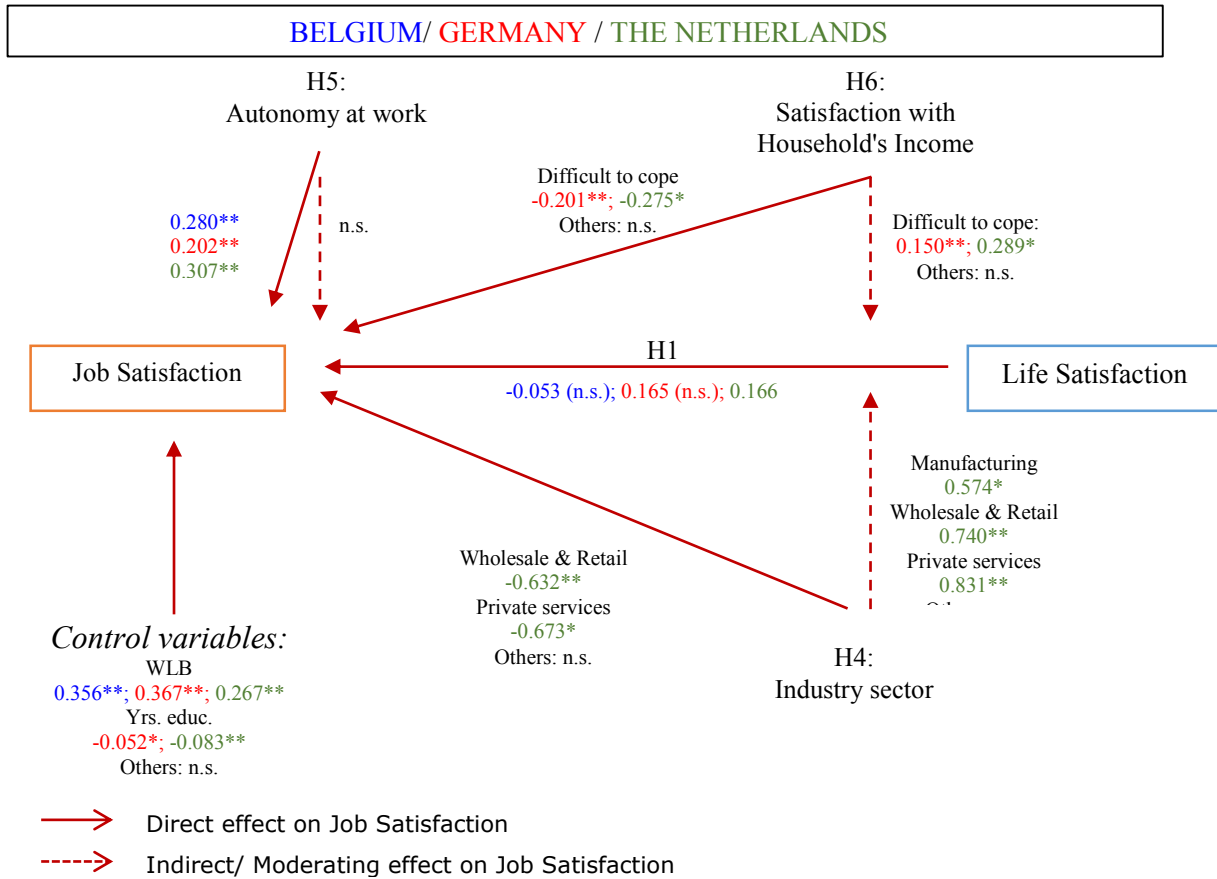 BELGIUM/ GERMANY / THE NETHERLANDS
H5:
Autonomy at work
H6:
Satisfaction with
Household's Income
Difficult to cope
-0.201**; -0.275*
Others: n.s.
0.280**
0.202**
0.307**
n.s.
Difficult to cope:
0.150**; 0.289*
Others: n.s.
Job Satisfaction
H1
-0.053 (n.s.); 0.165 (n.s.); 0.166
Life Satisfaction
Manufacturing
0.574*
Wholesale & Retail
0.740**
Private services
0.831**
Wholesale & Retail
-0.632**
Private services
-0.673*
Others: n.s.
H4:
Industry sector
Control variables:
WLB
0.356**; 0.367**; 0.267**
Yrs. educ.
-0.052*; -0.083**
Others: n.s.
Direct effect on Job Satisfaction
Indirect/ Moderating effect on Job Satisfaction